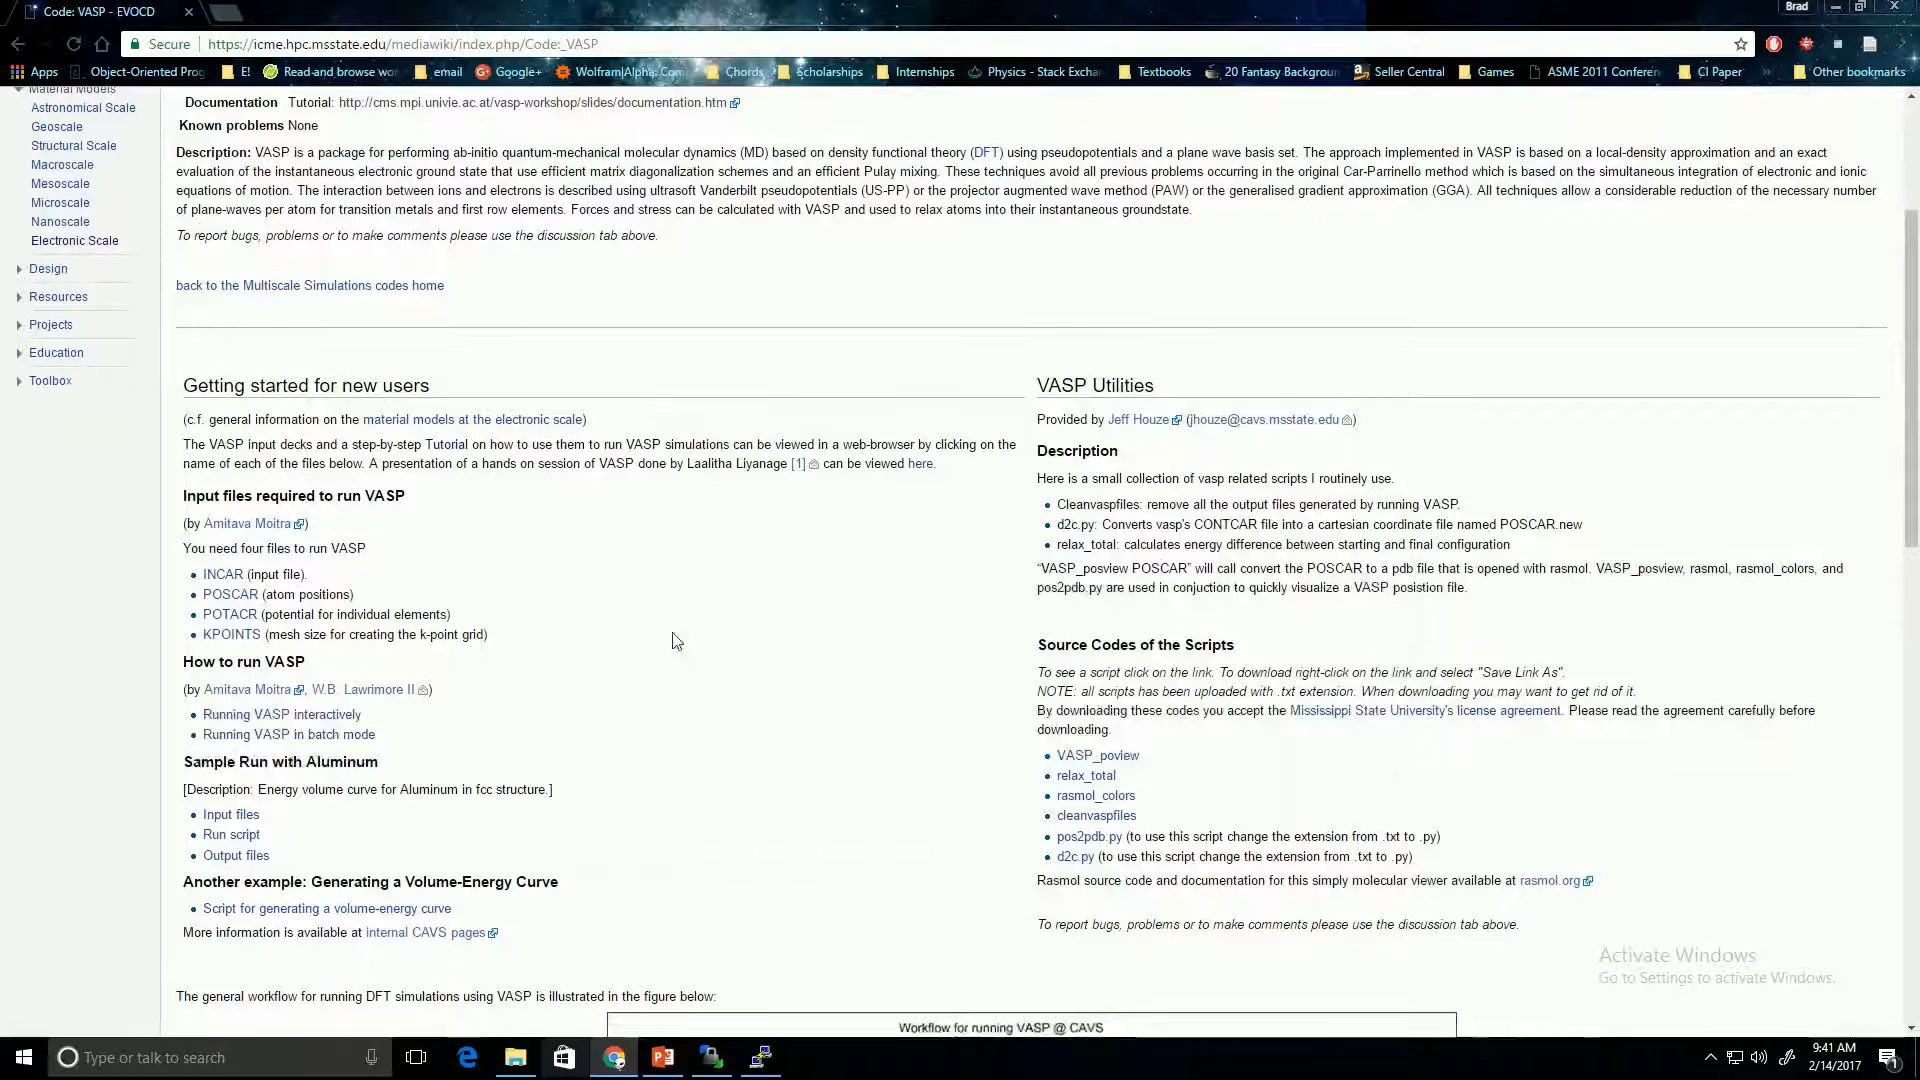 Code: VASP - EVOCD
Brad
Secure
https://icme.hpc.msstate.edu/mediawiki/index.php/Code:_VASP
Apps
Object-Oriented Prog
E!
Read and browse wo
email
Google+
Wolfram|Alpha: Com
Chords
Scholarships
Internships
Physics - Stack Excha
Textbooks
20 Fantasy Backgroun
Seller Central
Games
ASME 2011 Conferen
CI Paper
Other bookmarks
Material Models
Astronomical Scale
Geoscale
Structural Scale
Macroscale
Mesoscale
Microscale
Nanoscale
Electronic Scale
Design
Resources
Projects
Education
Toolbox
Documentation Tutorial: http://cms.mpi.univie.ac.at/vasp-workshop/slides/documentation.htm
Known problems None
Description: VASP is a package for performing ab-initio quantum-mechanical molecular dynamics (MD) based on density functional theory (DFT) using pseudopotentials and a plane wave basis set. The approach implemented in VASP is based on a local-density approximation and an exact
evaluation of the instantaneous electronic ground state that use efficient matrix diagonalization schemes and an efficient Pulay mixing. These techniques avoid all previous problems occurring in the original Car-Parrinello method which is based on the simultaneous integration of electronic and ionic
equations of motion. The interaction between ions and electrons is described using ultrasoft Vanderbilt pseudopotentials (US-PP) or the projector augmented wave method (PAW) or the generalised gradient approximation (GGA). All techniques allow a considerable reduction of the necessary number
of plane-waves per atom for transition metals and first row elements. Forces and stress can be calculated with VASP and used to relax atoms into their instantaneous groundstate.
To report bugs, problems or to make comments please use the discussion tab above.
back to the Multiscale Simulations codes home
Getting started for new users
(c.f. general information on the material models at the electronic scale)
The VASP input decks and a step-by-step Tutorial on how to use them to run VASP simulations can be viewed in a web-browser by clicking on the
name of each of the files below. A presentation of a hands on session of VASP done by Laalitha Liyanage [1] can be viewed here.
Input files required to run VASP
(by Amitava Moitra)
You need four files to run VASP
INCAR (input file).
POSCAR (atom positions)
POTACR (potential for individual elements)
KPOINTS (mesh size for creating the k-point grid)
How to run VASP
(by Amitava Moitra, W.B. Lawrimore II)
Running VASP interactively
Running VASP in batch mode
Sample Run with Aluminum
[Description: Energy volume curve for Aluminum in fcc structure.]
Input files
Run script
Output files
Another example: Generating a Volume-Energy Curve
Script for generating a volume-energy curve
More information is available at internal CAVS pages
VASP Utilities
Provided by Jeff Houze (jhouze@cavs.msstate.edu)
Description
Here is a small collection of vasp related scripts I routinely use.
Cleanvaspfiles: remove all the output files generated by running VASP.
d2c.py: Converts vasp's CONTCAR file into a cartesian coordinate file named POSCAR.new
relax_total: calculates energy difference between starting and final configuration
“VASP_posview POSCAR” will call convert the POSCAR to a pdb file that is opened with rasmol. VASP_posview, rasmol, rasmol_colors, and
pos2pdb.py are used in conjuction to quickly visualize a VASP posistion file.
Source Codes of the Scripts
To see a script click on the link. To download right-click on the link and select "Save Link As".
NOTE: all scripts has been uploaded with .txt extension. When downloading you may want to get rid of it.
By downloading these codes you accept the Mississippi State University's license agreement. Please read the agreement carefully before
downloading.
VASP_poview
relax_total
rasmol_colors
cleanvaspfiles
pos2pdb.py (to use this script change the extension from .txt to .py)
d2c.py (to use this script change the extension from .txt to .py)
Rasmol source code and documentation for this simply molecular viewer available at rasmol.org
To report bugs, problems or to make comments please use the discussion tab above.
Activate Windows
Go to Settings to activate Windows.
The general workflow for running DFT simulations using VASP is illustrated in the figure below:
Workflow for running VASP @ CAVS
Type or talk to search
9:41 AM
2/14/2017
1